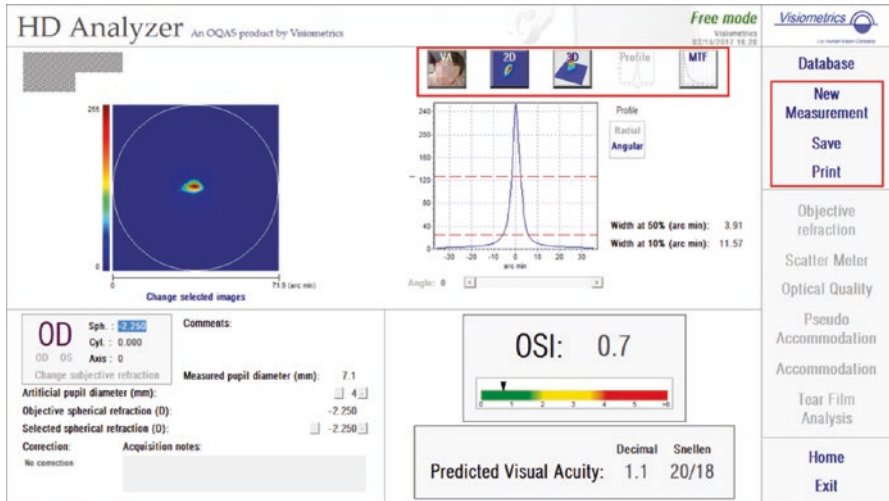 HD Analyzer An OQAS product by Visiometrics
Free mode
Visiometrics
02/15/2017 16:20
Visiometrics
VA 2D 3D Profile MTF
Database
New
Measurement
Save
Print
Objective
refraction
Scatter Meter
Optical Quality
Pseudo
Accommodation
Accommodation
Tear Film
Analysis
Home
Exit
255
0
0 71.9 (arc min)
Change selected images
240
200
160
120
80
40
0
-30 -20 -10 0 10 20 30
arc min
Profile
Radial
Angular
Width at 50% (arc min): 3.91
Width at 10% (arc min): 11.57
Angle: 0
OD
OD OS
Sph. : -2.250
Cyl. : 0.000
Axis : 0
Change subjective refraction
Comments:
Measured pupil diameter (mm): 7.1
Artificial pupil diameter (mm): 4
Objective spherical refraction (D): -2.250
Selected spherical refraction (D): -2.250
Correction: Acquisition notes:
No correction
OSI: 0.7
0 1 2 3 4 5 >6
Decimal Snellen
Predicted Visual Acuity: 1.1 20/18